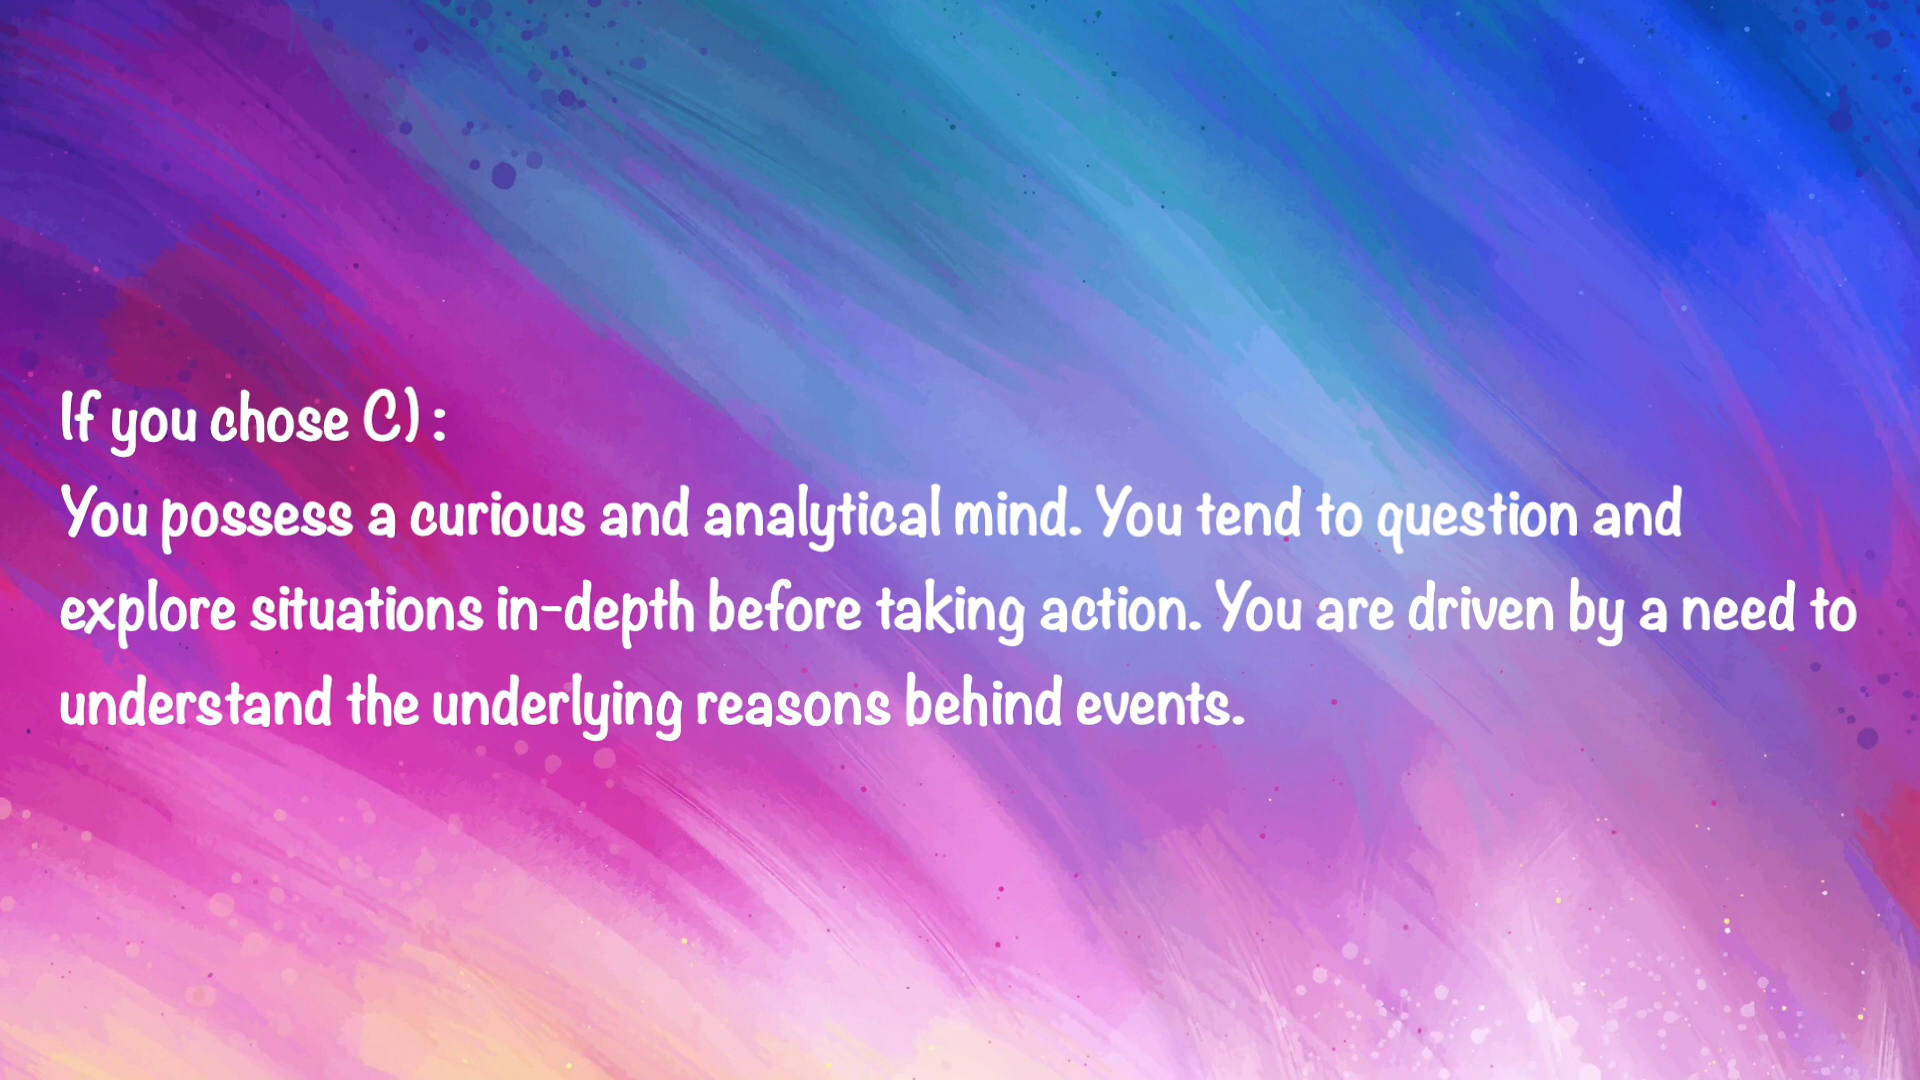 If you chose C) :
You possess a curious and analytical mind. You tend to question and
explore situations in-depth before taking action. You are driven by a need to
understand the underlying reasons behind events.